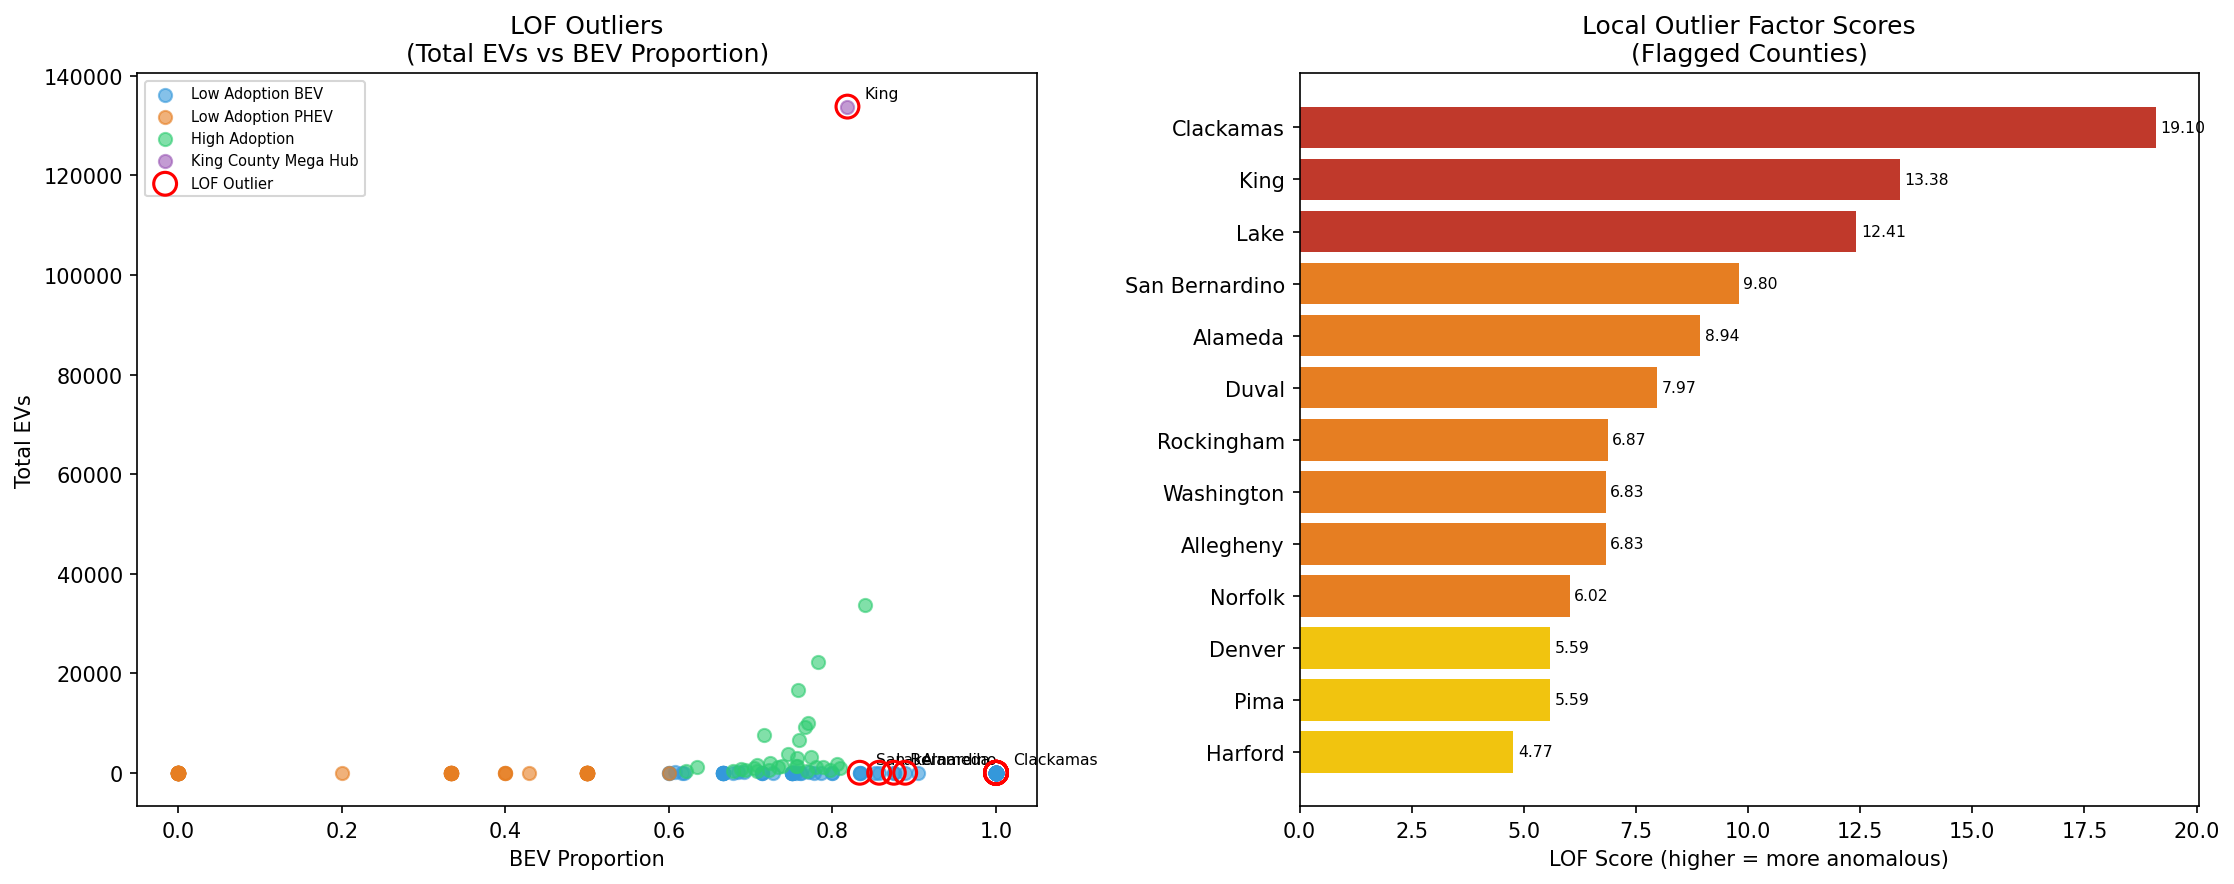 LOF Outliers
(Total EVs vs BEV Proportion)
140000
120000
100000
80000
60000
40000
20000
0
Total EVs
Low Adoption BEV
Low Adoption PHEV
High Adoption
King County Mega Hub
LOF Outlier
King
San Bernardino
Lake
Alameda
Clackamas
0.0 0.2 0.4 0.6 0.8 1.0
BEV Proportion
Local Outlier Factor Scores
(Flagged Counties)
Clackamas 19.10
King 13.38
Lake 12.41
San Bernardino 9.80
Alameda 8.94
Duval 7.97
Rockingham 6.87
Washington 6.83
Allegheny 6.83
Norfolk 6.02
Denver 5.59
Pima 5.59
Harford 4.77
0.0 2.5 5.0 7.5 10.0 12.5 15.0 17.5 20.0
LOF Score (higher = more anomalous)